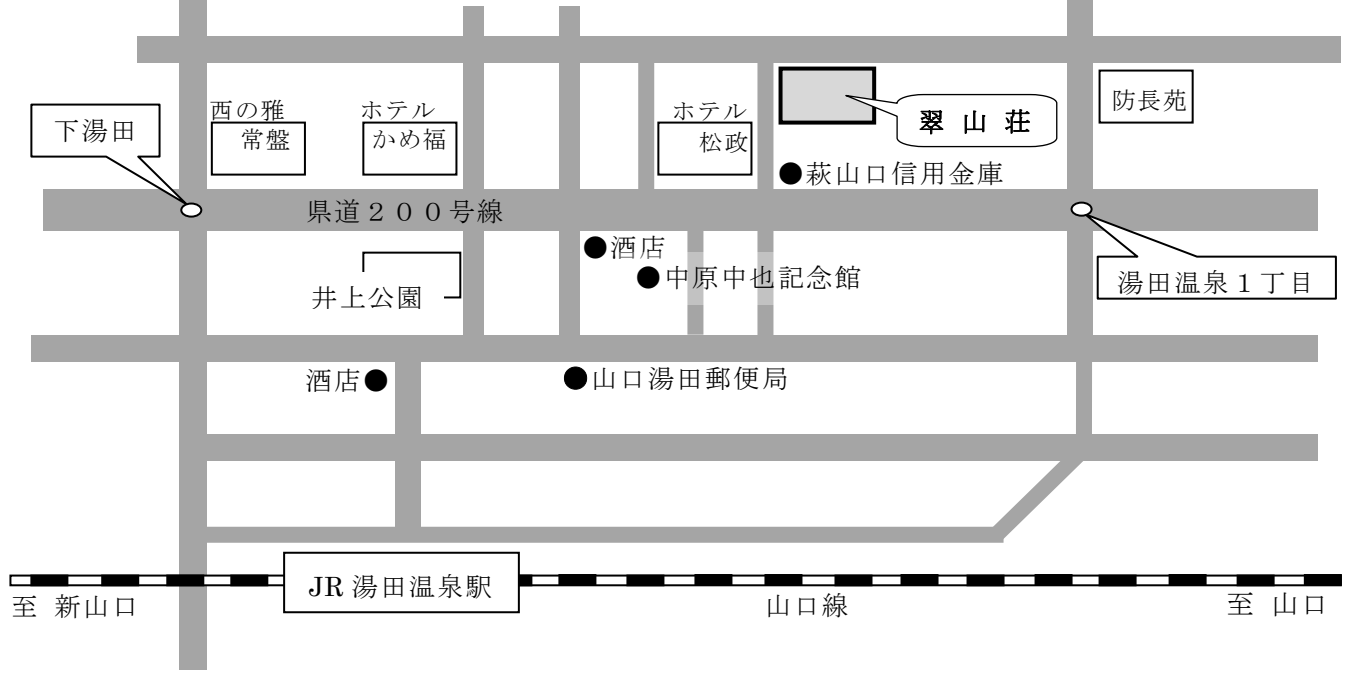 西の雅
常盤
ホテル
かめ福
ホテル
松政
翠山荘
防長苑
下湯田
●萩山口信用金庫
県道２００号線
●酒店
●中原中也記念館
湯田温泉１丁目
井上公園
酒店●
●山口湯田郵便局
JR湯田温泉駅
至 新山口
山口線
至 山口